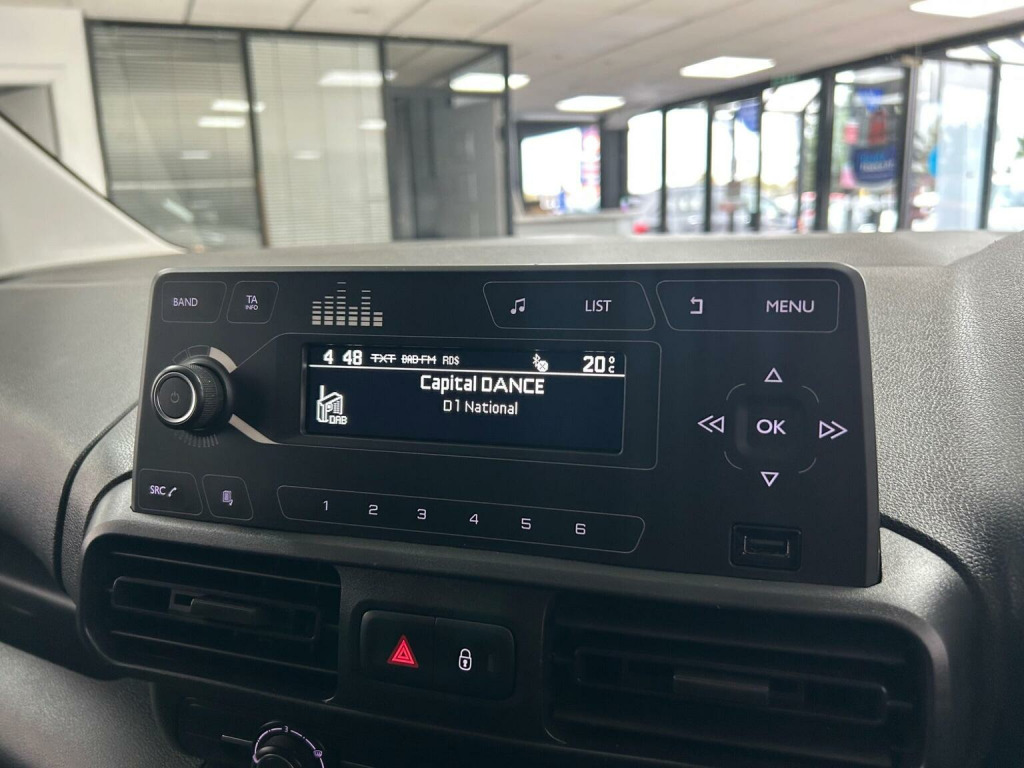 BAND
TA
INFO
LIST
MENU
4 48 TXT DAB-FM RDS 20°C
Capital DANCE
D1 National
DAB
OK
SRC
1 2 3 4 5 6
3